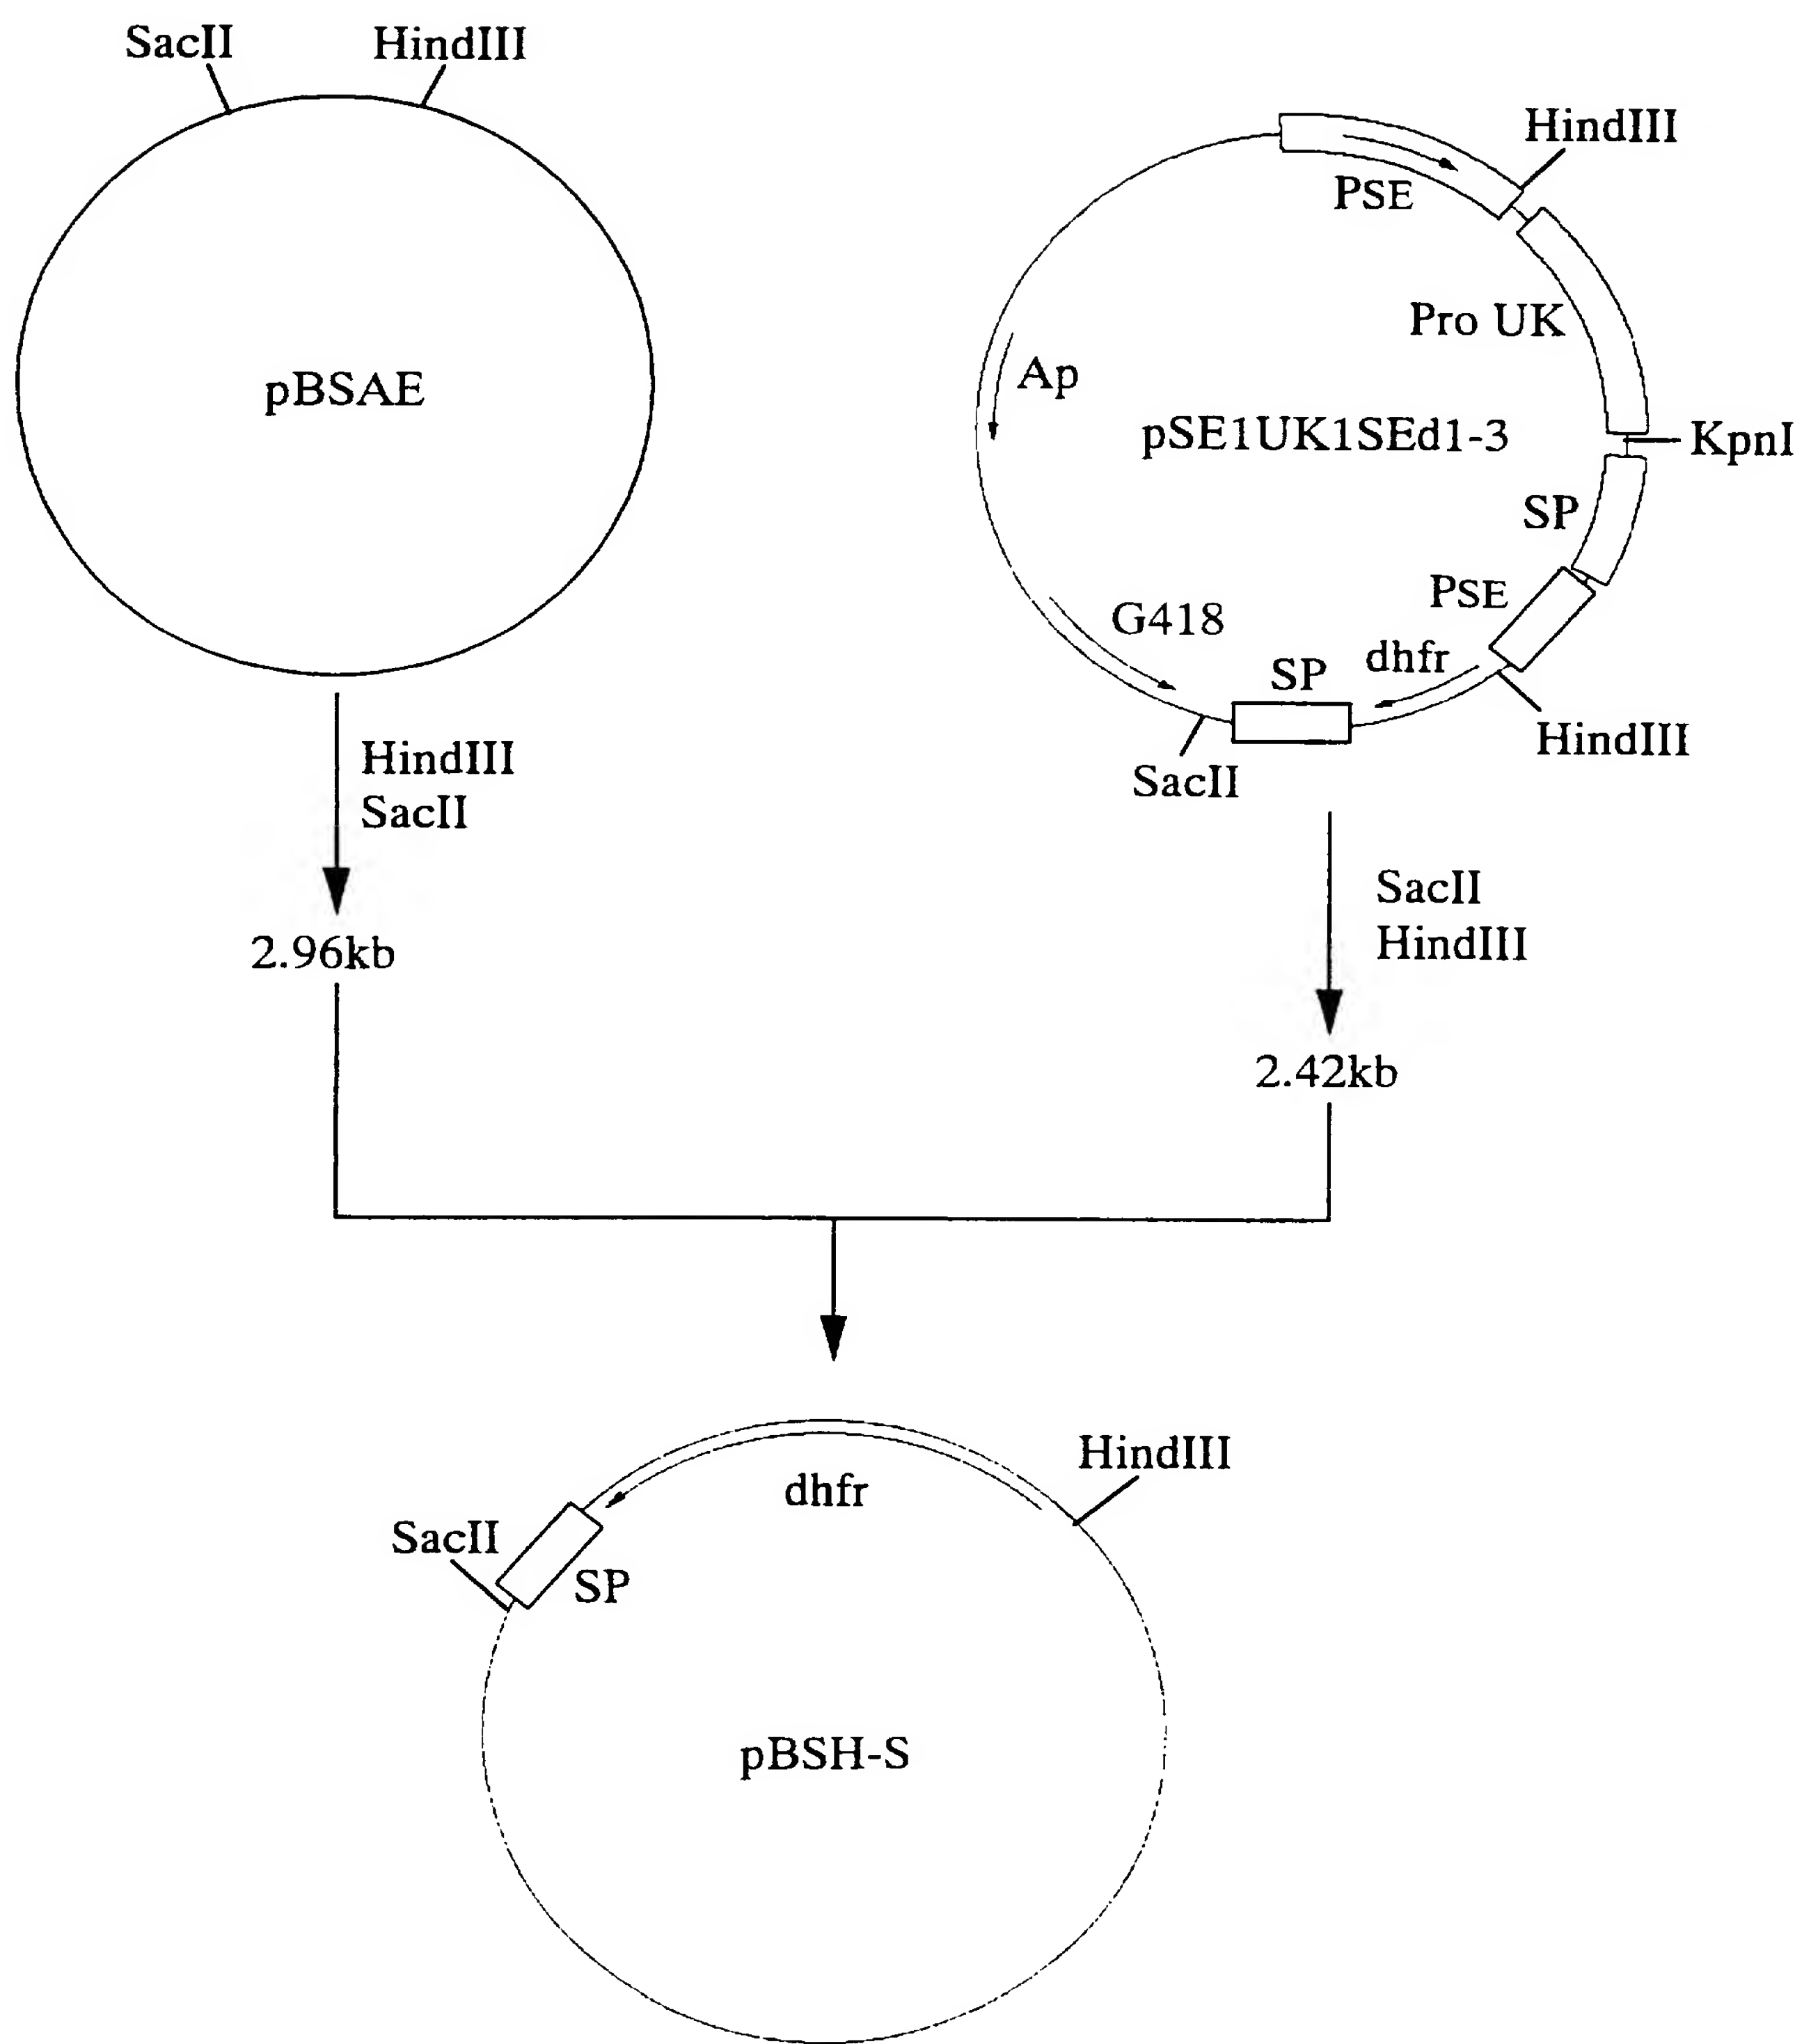 SacII
HindIII
pBSAE
HindIII
SacII
2.96kb
HindIII
PSE
Pro UK
Ap
pSE1UK1SEd1-3
KpnI
SP
PSE
G418
dhfr
SP
HindIII
SacII
SacII
HindIII
2.42kb
HindIII
dhfr
SacII
SP
pBSH-S